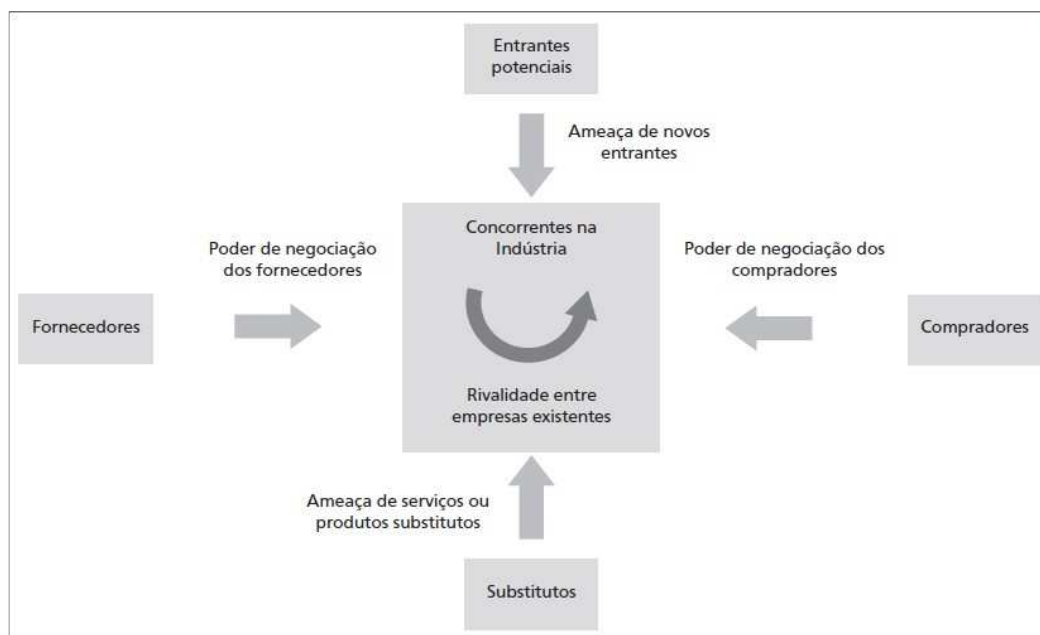 Entrantes
potenciais
Ameaça de novos
entrantes
Concorrentes na
Indústria
Poder de negociação
dos fornecedores
Poder de negociação dos
compradores
Fornecedores
Compradores
Rivalidade entre
empresas existentes
Ameaça de serviços ou
produtos substitutos
Substitutos